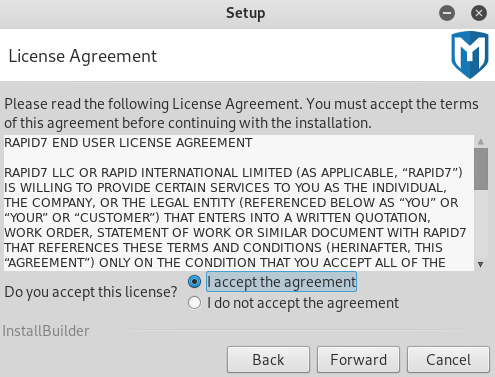 Setup
License Agreement
Please read the following License Agreement. You must accept the terms
of this agreement before continuing with the installation.
RAPID7 END USER LICENSE AGREEMENT
RAPID7 LLC OR RAPID INTERNATIONAL LIMITED (AS APPLICABLE, “RAPID7”)
IS WILLING TO PROVIDE CERTAIN SERVICES TO YOU AS THE INDIVIDUAL,
THE COMPANY, OR THE LEGAL ENTITY (REFERENCED BELOW AS “YOU” OR
“YOUR” OR “CUSTOMER”) THAT ENTERS INTO A WRITTEN QUOTATION,
WORK ORDER, STATEMENT OF WORK OR SIMILAR DOCUMENT WITH RAPID7
THAT REFERENCES THESE TERMS AND CONDITIONS (HERINAFTER, THIS
“AGREEMENT”) ONLY ON THE CONDITION THAT YOU ACCEPT ALL OF THE
Do you accept this license?
I accept the agreement
I do not accept the agreement
InstallBuilder
Back
Forward
Cancel